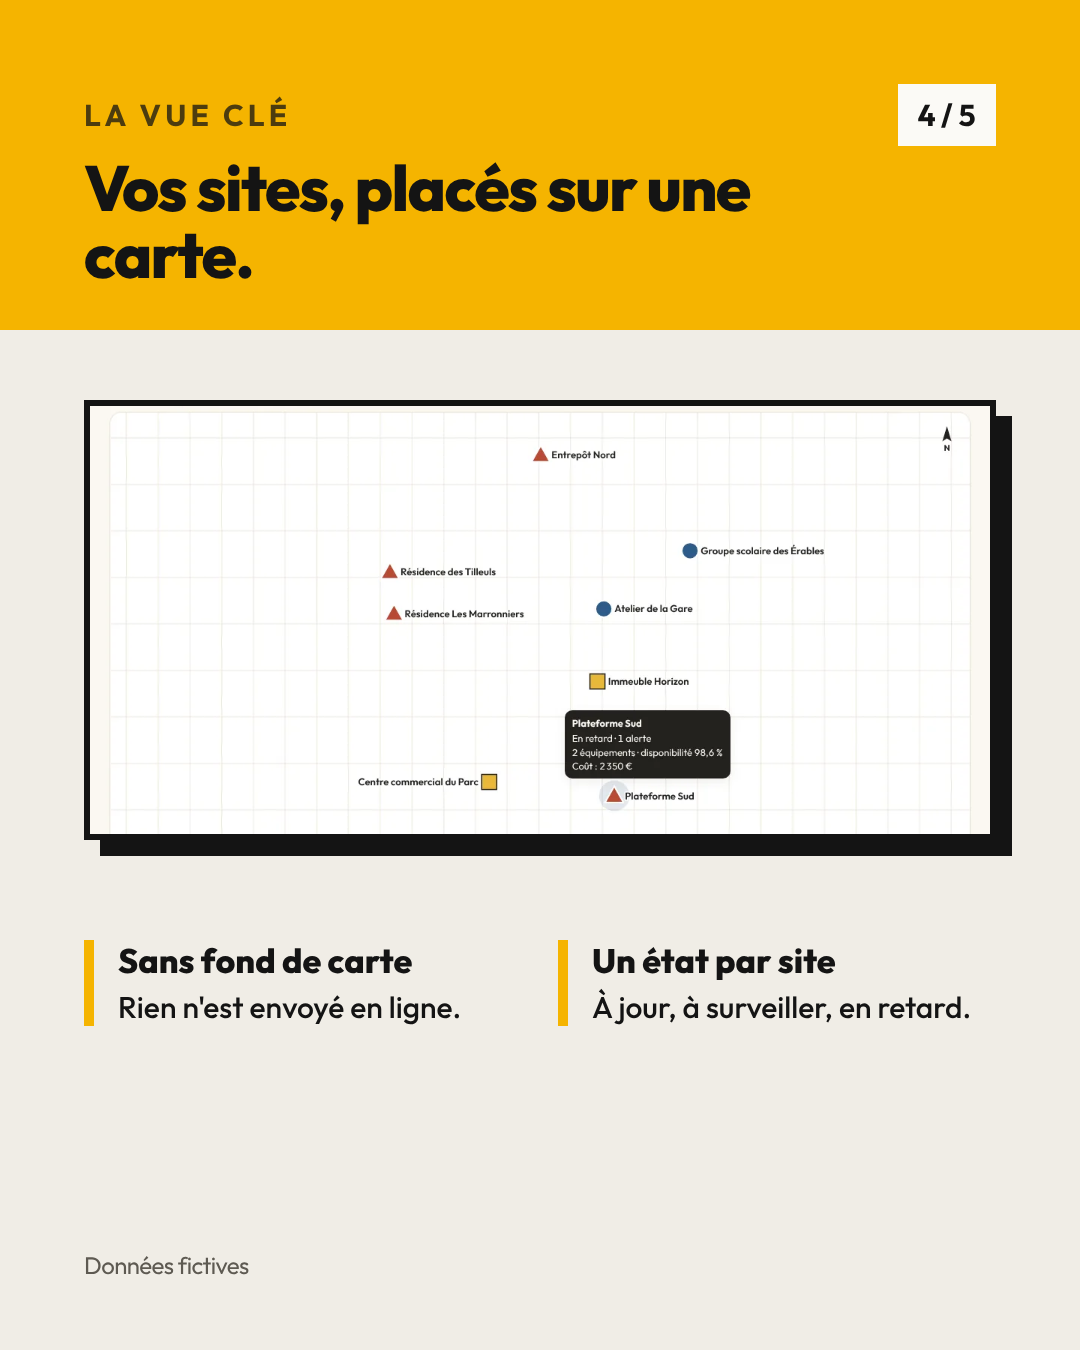 LA VUE CLÉ
4 / 5
Vos sites, placés sur une
carte.
N
Entrepôt Nord
Groupe scolaire des Érables
Résidence des Tilleuls
Résidence Les Marronniers
Atelier de la Gare
Immeuble Horizon
Plateforme Sud
En retard · 1 alerte
2 équipements · disponibilité 98,6 %
Coût : 2 350 €
Centre commercial du Parc
Plateforme Sud
Sans fond de carte
Rien n'est envoyé en ligne.
Un état par site
À jour, à surveiller, en retard.
Données fictives